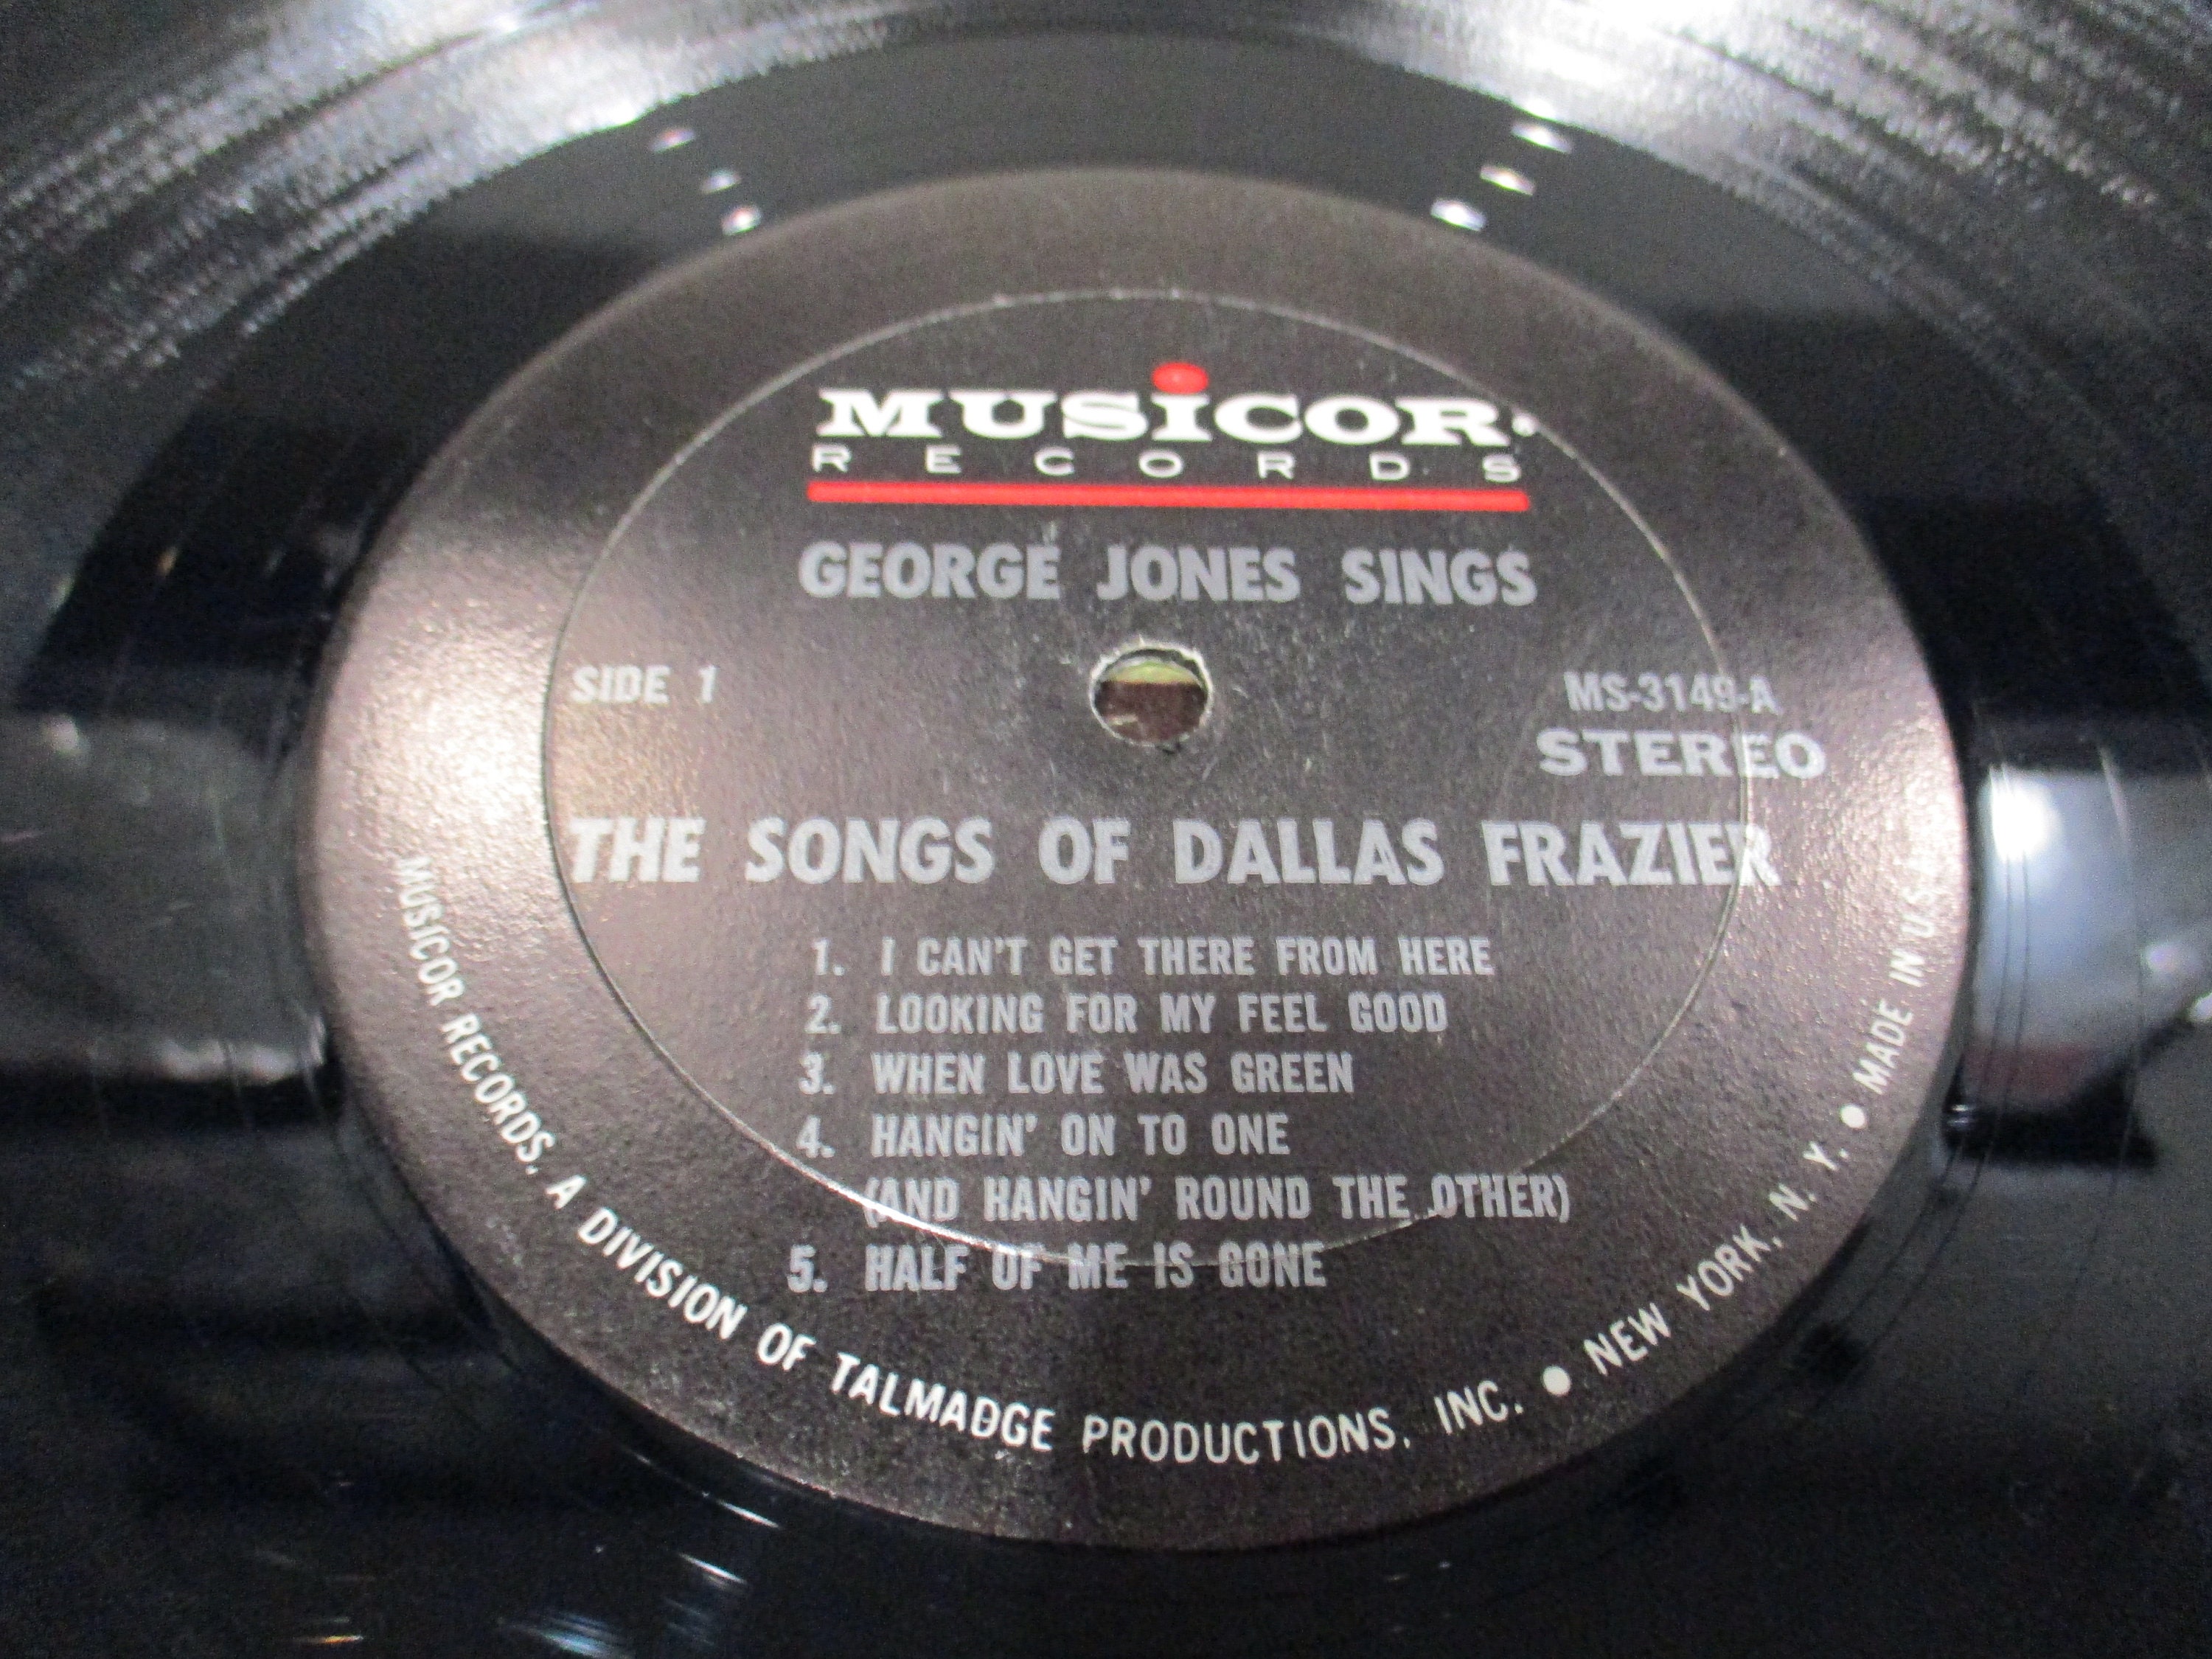 MUSiCOR
RECORDS
GEORGE JONES SINGS
SIDE 1
MS-3149-A
STEREO
THE SONGS OF DALLAS FRAZIER
1. I CAN'T GET THERE FROM HERE
2. LOOKING FOR MY FEEL GOOD
3. WHEN LOVE WAS GREEN
4. HANGIN' ON TO ONE
(AND HANGIN' ROUND THE OTHER)
5. HALF OF ME IS GONE
MUSICOR RECORDS, A DIVISION OF TALMADGE PRODUCTIONS, INC. ● NEW YORK, N. Y. ● MADE IN U.S.